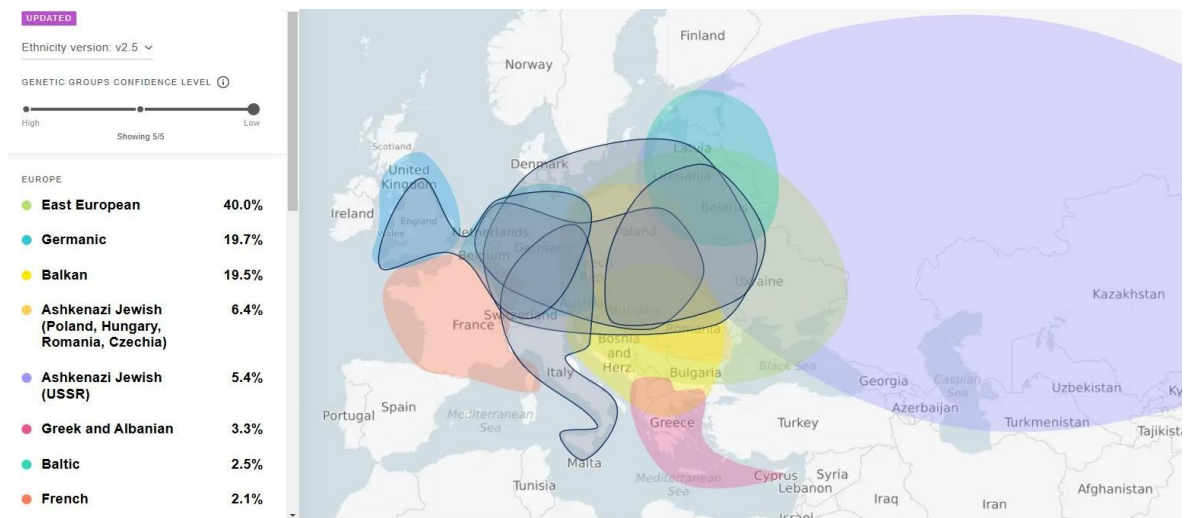 UPDATED
Ethnicity version: v2.5
GENETIC GROUPS CONFIDENCE LEVEL
High
Low
Showing 5/5
EUROPE
East European 40.0%
Germanic 19.7%
Balkan 19.5%
Ashkenazi Jewish 6.4%
(Poland, Hungary,
Romania, Czechia)
Ashkenazi Jewish 5.4%
(USSR)
Greek and Albanian 3.3%
Baltic 2.5%
French 2.1%
Finland
Norway
Scotland
Denmark
Latvia
United
Kingdom
Lithuania
Ireland
England
Wales
Netherlands
Belarus
Poland
Germany
Belgium
Ukraine
Kazakhstan
Austria
Hungary
Switzerland
France
Romania
Bosnia
and
Herz.
Italy
Bulgaria
Black Sea
Georgia
Caspian
Sea
Uzbekistan
Azerbaijan
Turkmenistan
Portugal
Spain
Mediterranean
Sea
Greece
Turkey
Tajikist
Malta
Tunisia
Mediterranean
Sea
Cyprus
Syria
Lebanon
Iraq
Iran
Afghanistan